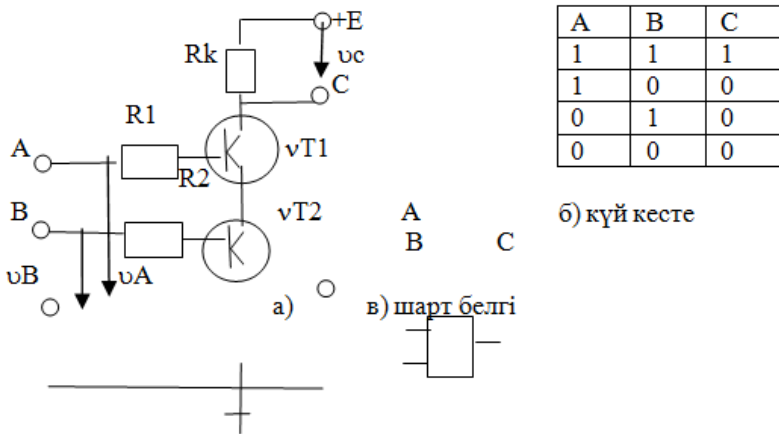 +E
Rk
υc
C
R1
νT1
A
R2
B
νT2
υB
υA
а)
A
B C
в) шарт белгі
A B C
1 1 1
1 0 0
0 1 0
0 0 0
б) күй кесте